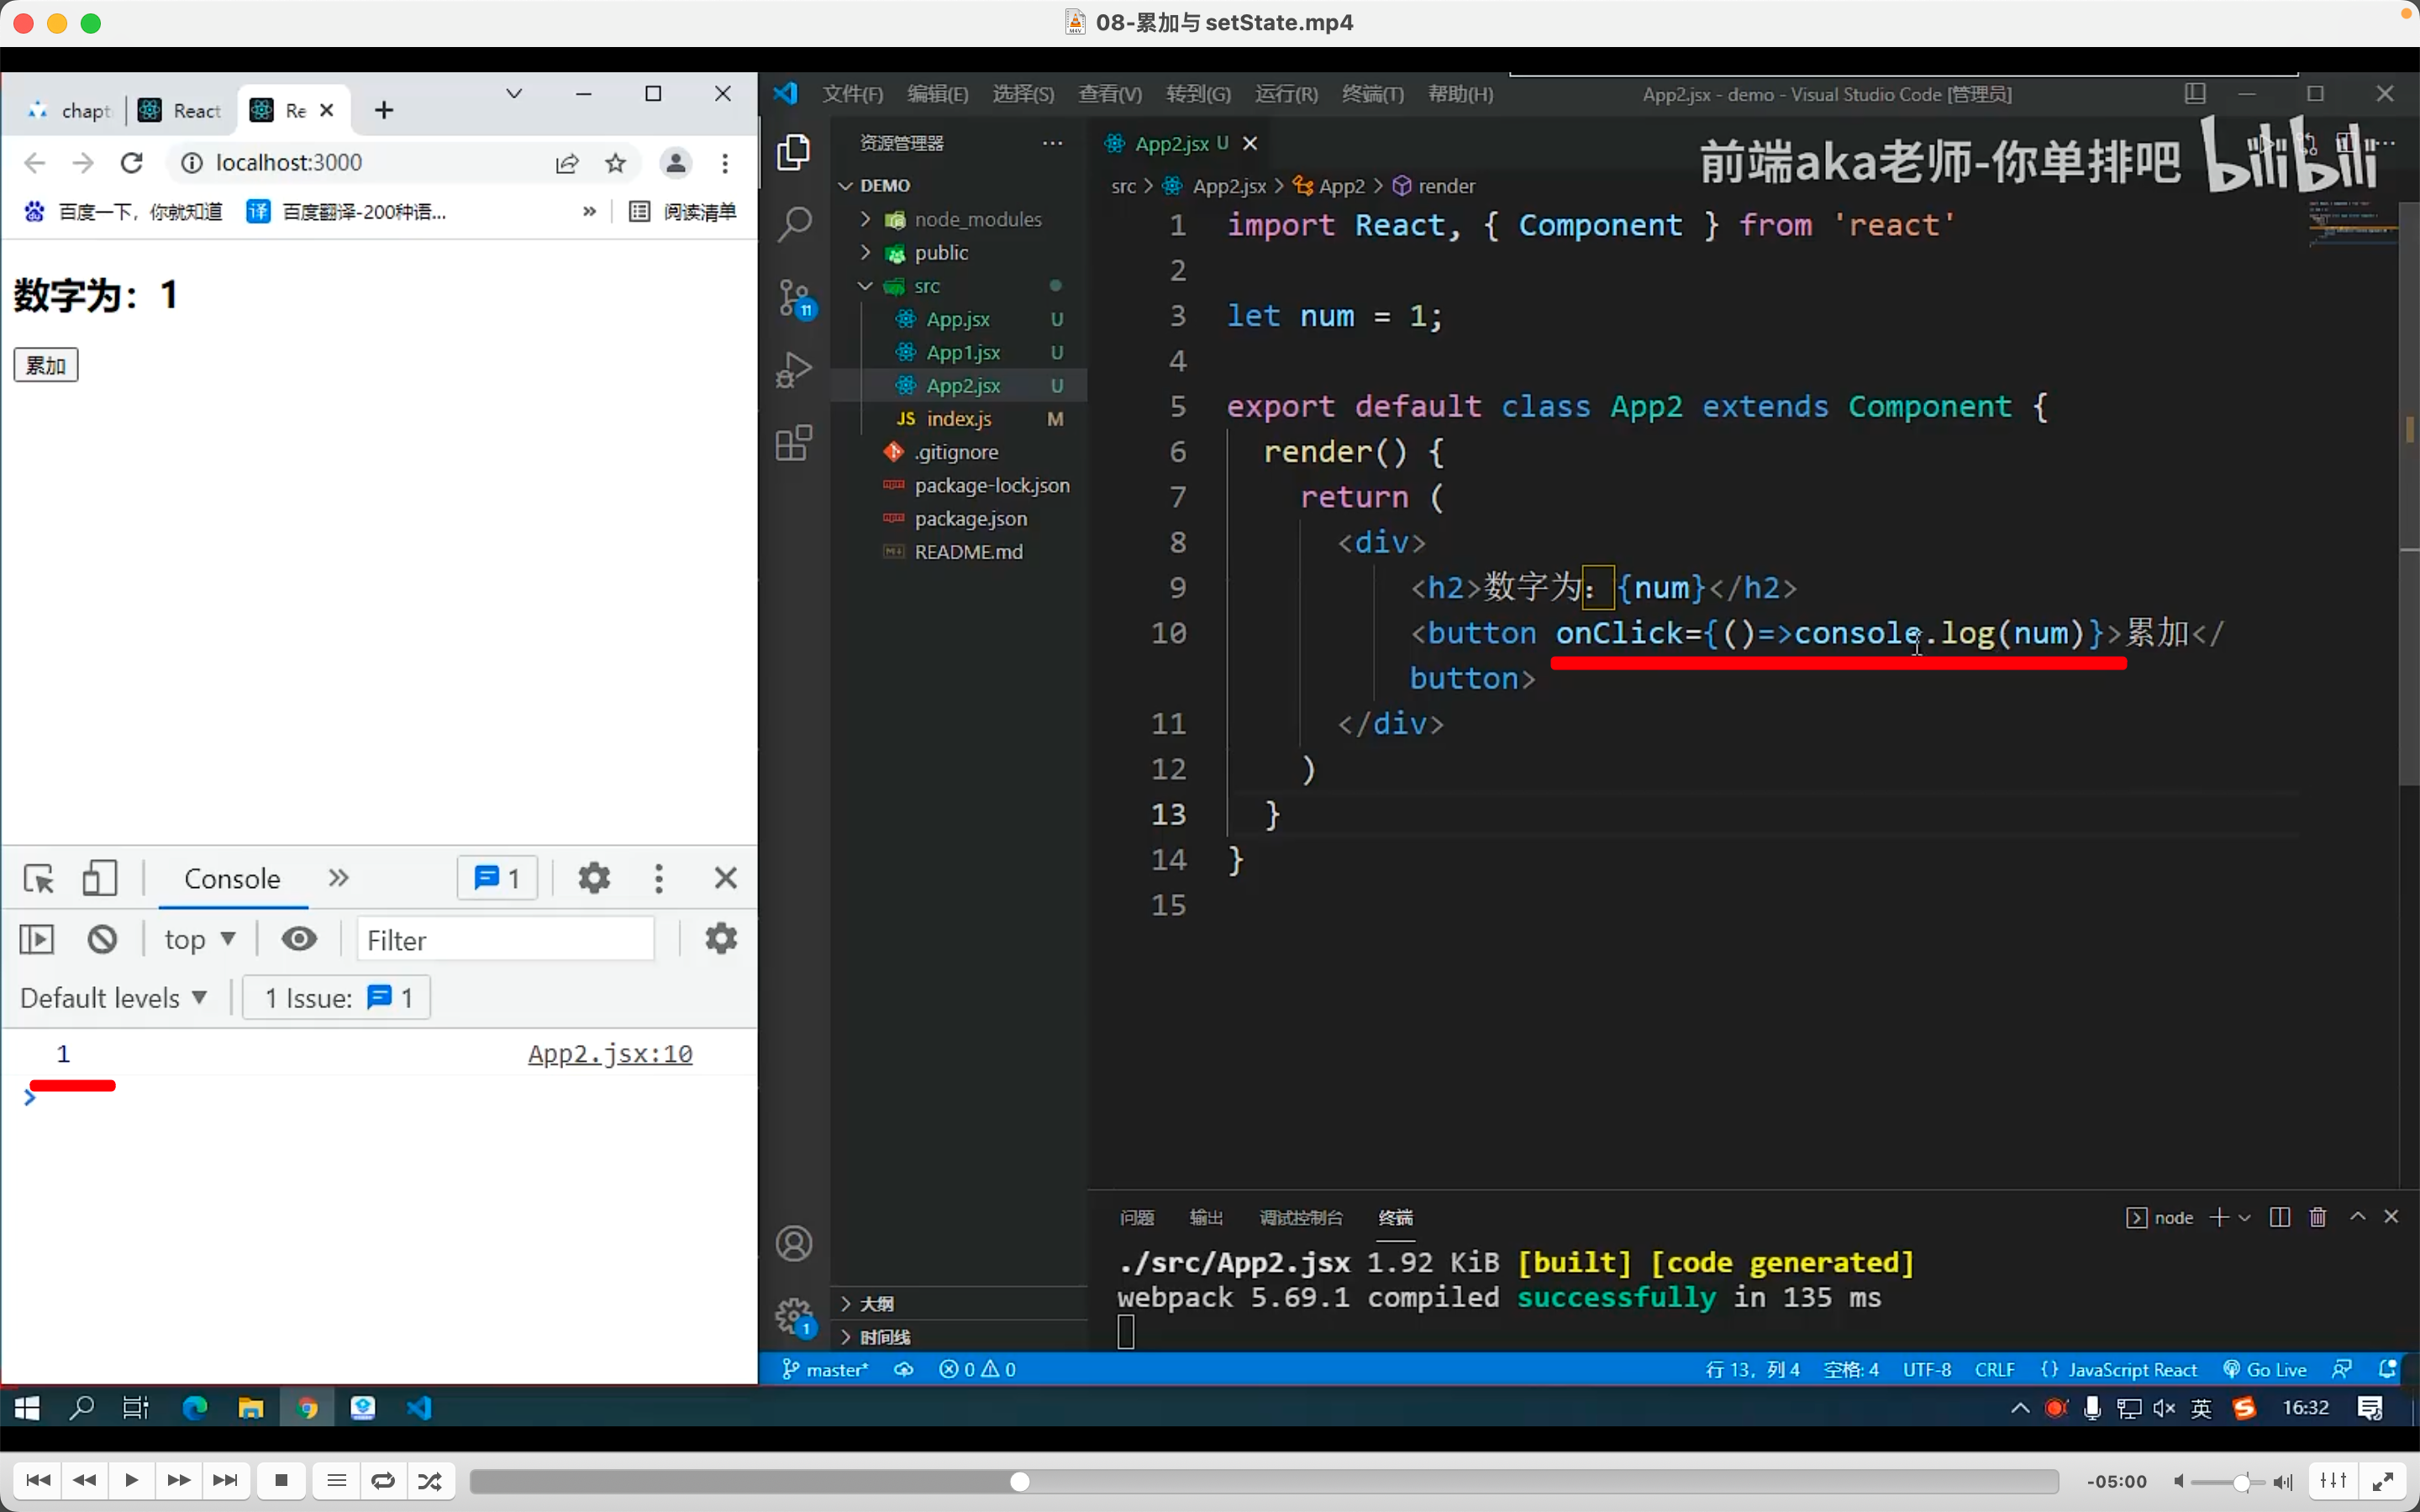 08-累加与 setState.mp4
chapt
React
Re
localhost:3000
百度一下，你就知道
译 百度翻译-200种语...
»
阅读清单
数字为：1
累加
Console
1
top
Filter
Default levels
1 Issue: 1
1
App2.jsx:10
文件(F) 编辑(E) 选择(S) 查看(V) 转到(G) 运行(R) 终端(T) 帮助(H)
App2.jsx - demo - Visual Studio Code [管理员]
资源管理器
DEMO
node_modules
public
src
App.jsx U
App1.jsx U
App2.jsx U
JS index.js M
.gitignore
package-lock.json
package.json
README.md
大纲
时间线
11
1
App2.jsx U
前端aka老师-你单排吧 bilibili
src > App2.jsx > App2 > render
1 import React, { Component } from 'react'
2
3 let num = 1;
4
5 export default class App2 extends Component {
6 render() {
7 return (
8 <div>
9 <h2>数字为：{num}</h2>
10 <button onClick={()=>console.log(num)}>累加</
button>
11 </div>
12 )
13 }
14 }
15
问题 输出 调试控制台 终端
node
./src/App2.jsx 1.92 KiB [built] [code generated]
webpack 5.69.1 compiled successfully in 135 ms
master* 0 0
行 13，列 4 空格: 4 UTF-8 CRLF {} JavaScript React Go Live
英
16:32
-05:00